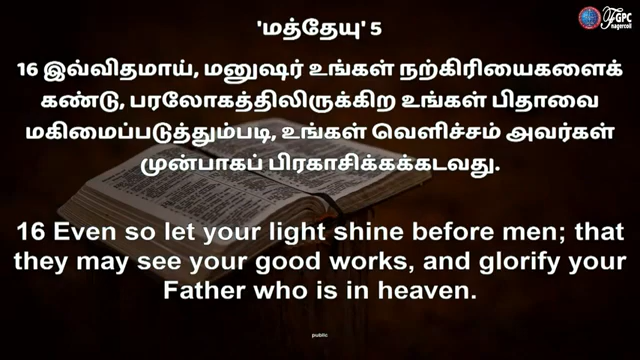 'மத்தேயு' 5
FGPC
nagercoil
16 இவ்விதமாய், மனுஷர் உங்கள் நற்கிரியைகளைக்
கண்டு, பரலோகத்திலிருக்கிற உங்கள் பிதாவை
மகிமைப்படுத்தும்படி, உங்கள் வெளிச்சம் அவர்கள்
முன்பாகப் பிரகாசிக்கக்கடவது.
16 Even so let your light shine before men; that
they may see your good works, and glorify your
Father who is in heaven.
public